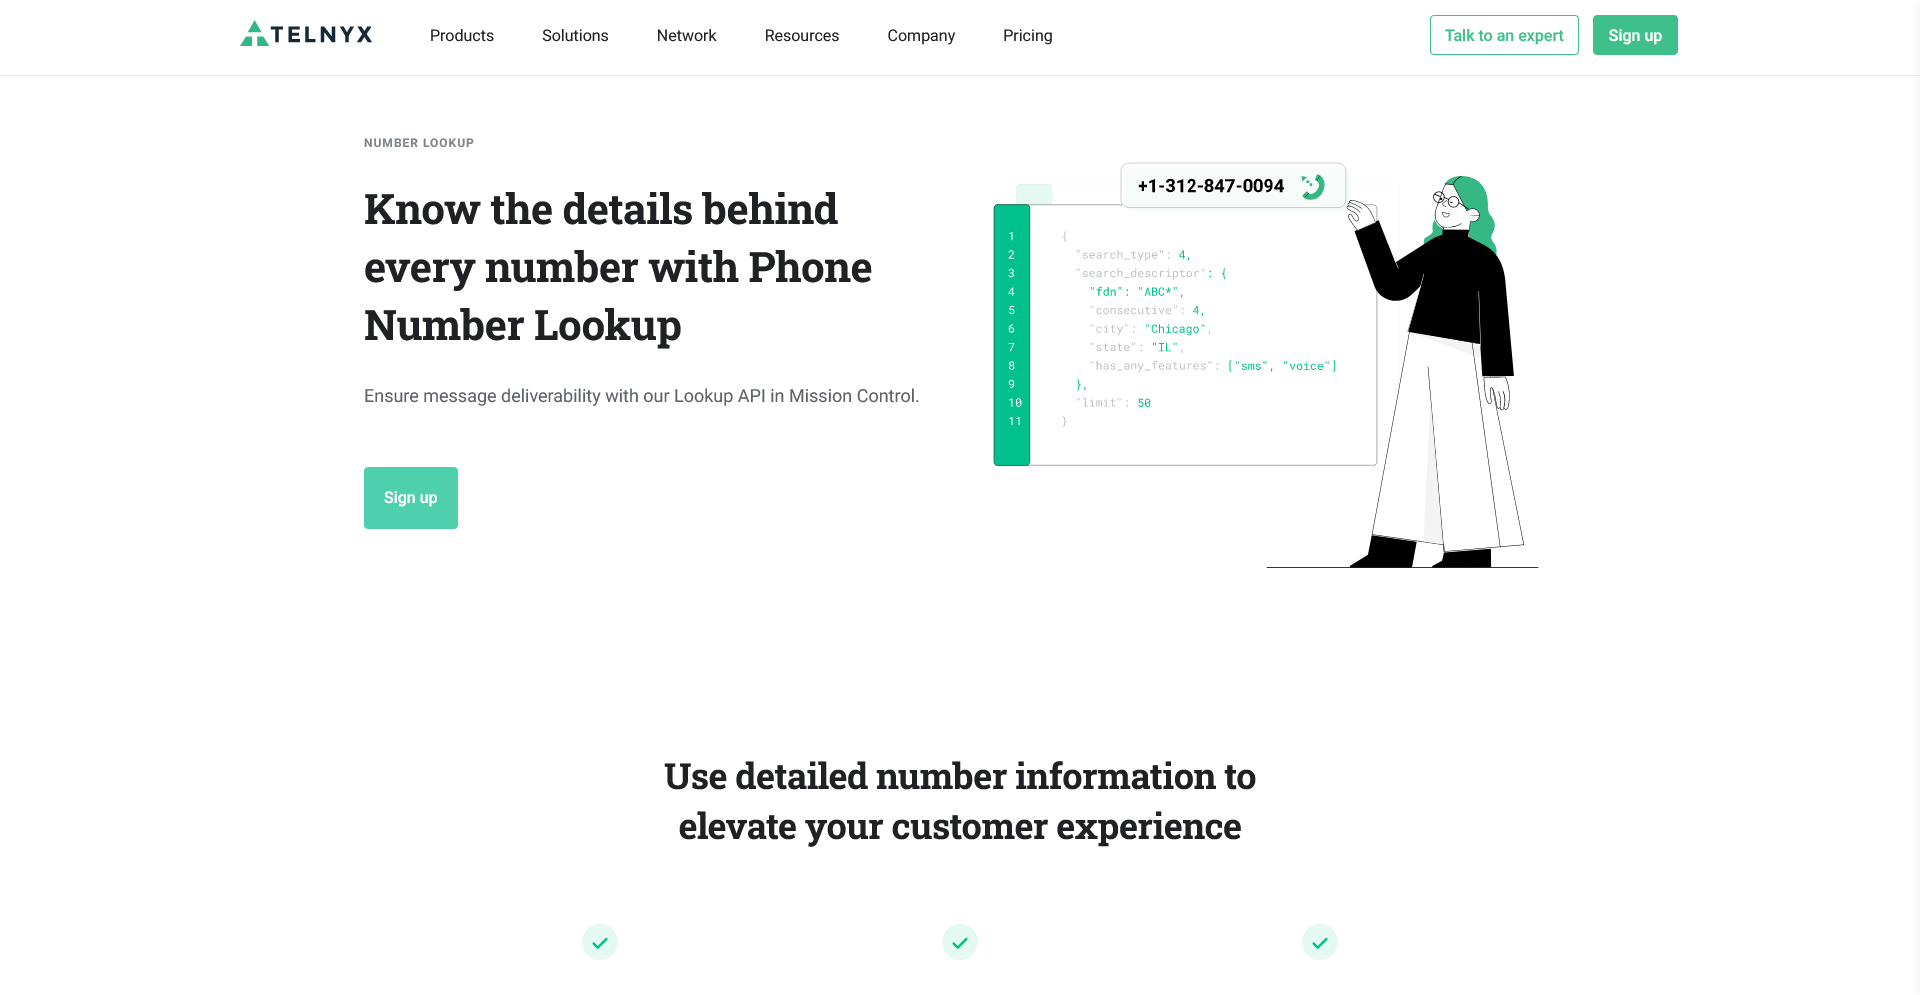 TELNYX
Products
Solutions
Network
Resources
Company
Pricing
Talk to an expert
Sign up
NUMBER LOOKUP
Know the details behind
every number with Phone
Number Lookup
Ensure message deliverability with our Lookup API in Mission Control.
Sign up
+1-312-847-0094
1 {
2 "search_type": 4,
3 "search_descriptor": {
4 "fdn": "ABC*",
5 "consecutive": 4,
6 "city": "Chicago",
7 "state": "IL",
8 "has_any_features": ["sms", "voice"]
9 },
10 "limit": 50
11 }
Use detailed number information to
elevate your customer experience